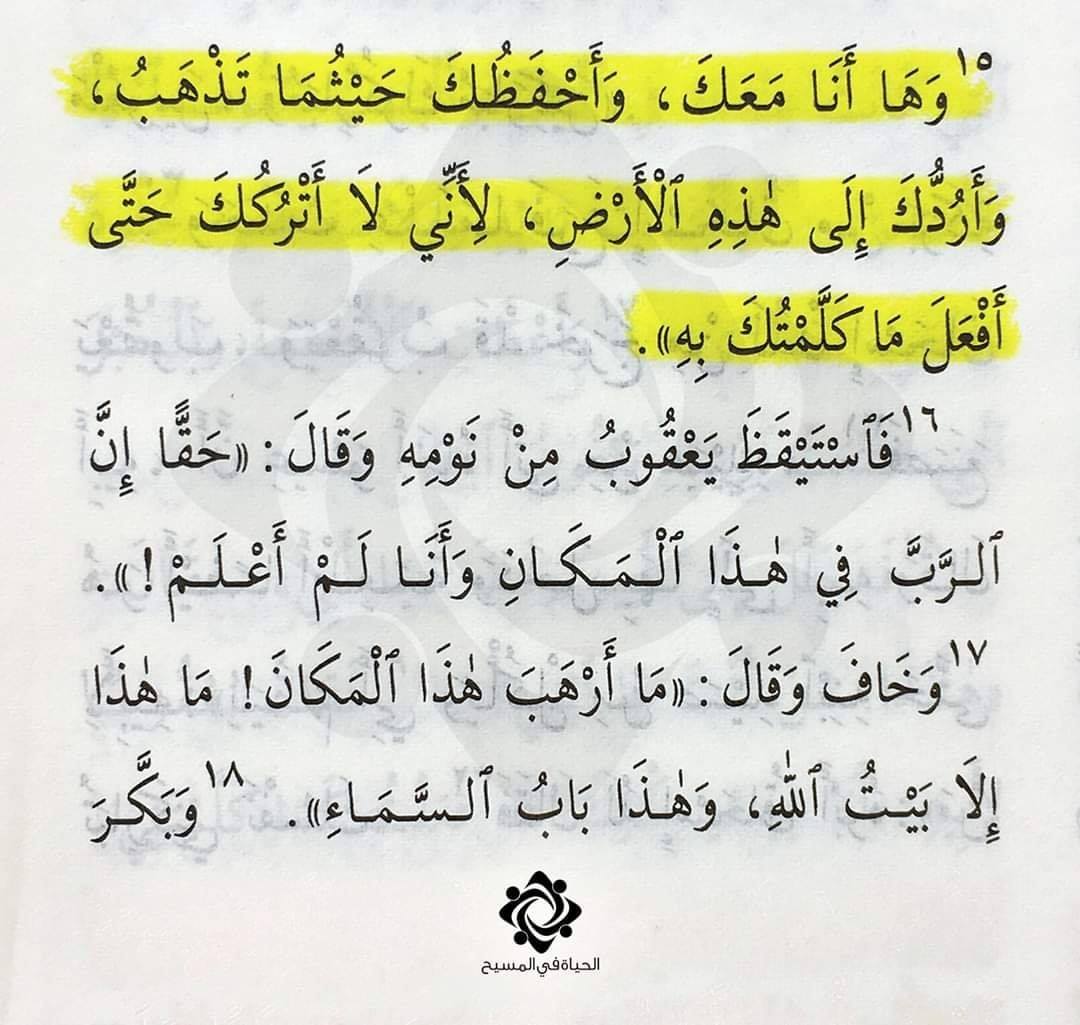 ١٥ وَهَا أَنَا مَعَكَ، وَأَحْفَظُكَ حَيْثُمَا تَذْهَبُ،
وَأَرُدُّكَ إِلَى هٰذِهِ ٱلْأَرْضِ، لِأَنِّي لَا أَتْرُكُكَ حَتَّى
أَفْعَلَ مَا كَلَّمْتُكَ بِهِ».
١٦ فَٱسْتَيْقَظَ يَعْقُوبُ مِنْ نَوْمِهِ وَقَالَ: «حَقًّا إِنَّ
ٱلرَّبَّ فِي هٰذَا ٱلْمَكَانِ وَأَنَا لَمْ أَعْلَمْ!».
١٧ وَخَافَ وَقَالَ: «مَا أَرْهَبَ هٰذَا ٱلْمَكَانَ! مَا هٰذَا
إِلَّا بَيْتُ ٱللهِ، وَهٰذَا بَابُ ٱلسَّمَاءِ». ١٨ وَبَكَّرَ
الحياة في المسيح